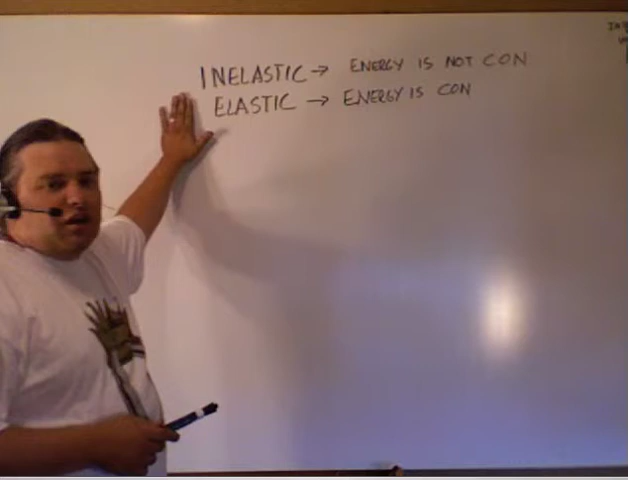 INELASTIC → ENERGY IS NOT CON
ELASTIC → ENERGY IS CON